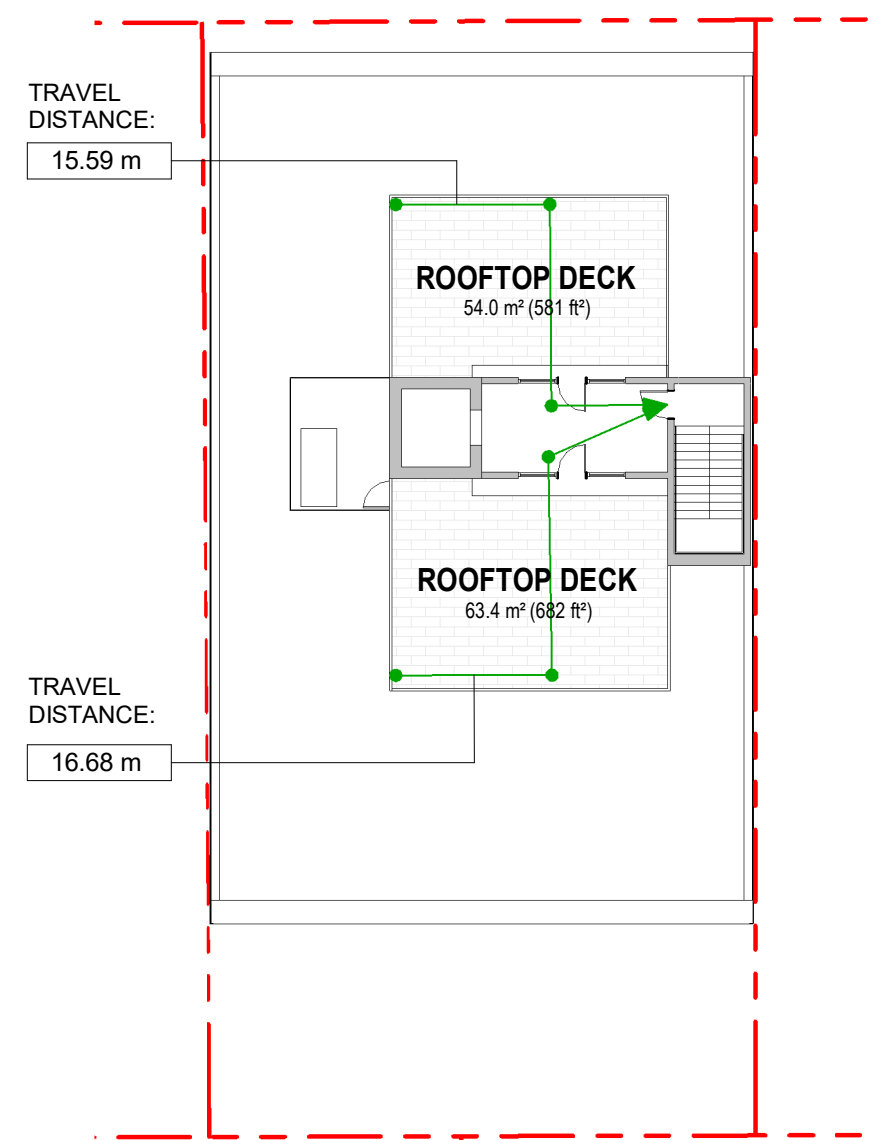 TRAVEL
DISTANCE:
15.59 m
ROOFTOP DECK
54.0 m² (581 ft²)
ROOFTOP DECK
63.4 m² (682 ft²)
TRAVEL
DISTANCE:
16.68 m